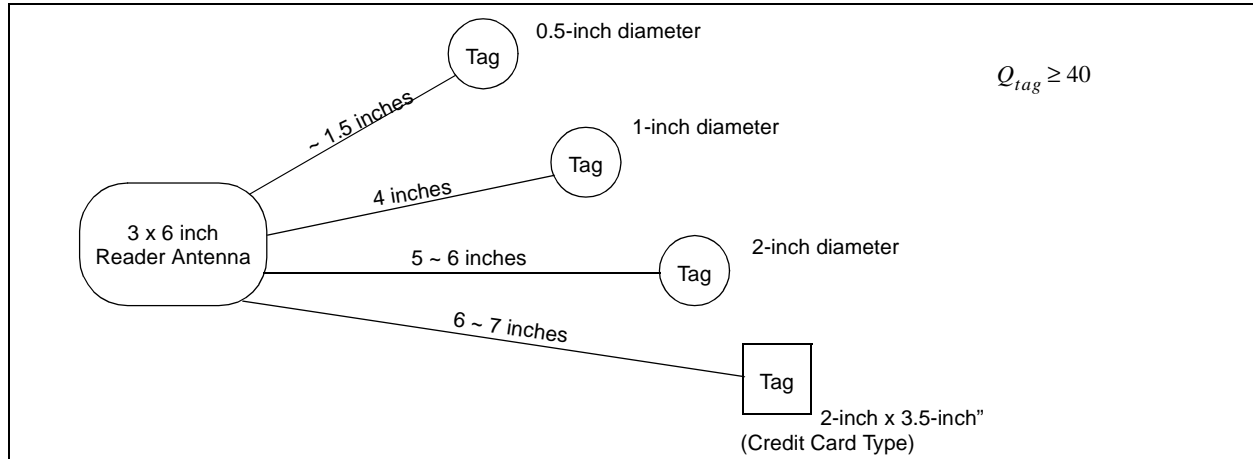 0.5-inch diameter
Tag
Q_tag ≥ 40
~ 1.5 inches
1-inch diameter
Tag
4 inches
3 x 6 inch
Reader Antenna
2-inch diameter
5 ~ 6 inches
Tag
6 ~ 7 inches
Tag
2-inch x 3.5-inch”
(Credit Card Type)